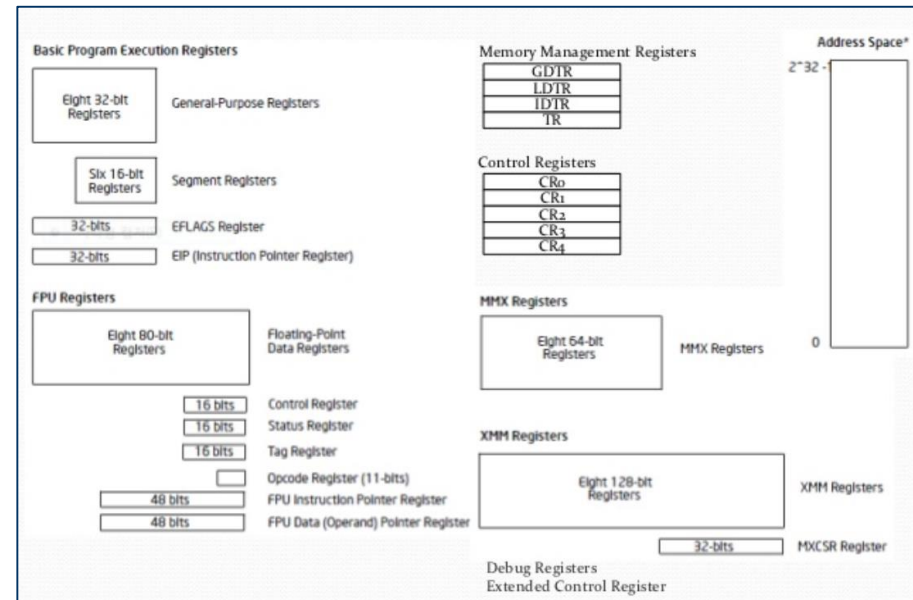 Basic Program Execution Registers
Eight 32-bit
Registers
General-Purpose Registers
Six 16-bit
Registers
Segment Registers
32-bits
EFLAGS Register
32-bits
EIP (Instruction Pointer Register)
FPU Registers
Eight 80-bit
Registers
Floating-Point
Data Registers
16 bits
Control Register
16 bits
Status Register
16 bits
Tag Register
Opcode Register (11-bits)
48 bits
FPU Instruction Pointer Register
48 bits
FPU Data (Operand) Pointer Register
Memory Management Registers
GDTR
LDTR
IDTR
TR
Control Registers
CR0
CR1
CR2
CR3
CR4
MMX Registers
Eight 64-bit
Registers
MMX Registers
XMM Registers
Eight 128-bit
Registers
XMM Registers
32-bits
MXCSR Register
Debug Registers
Extended Control Register
Address Space*
2^32 -1
0